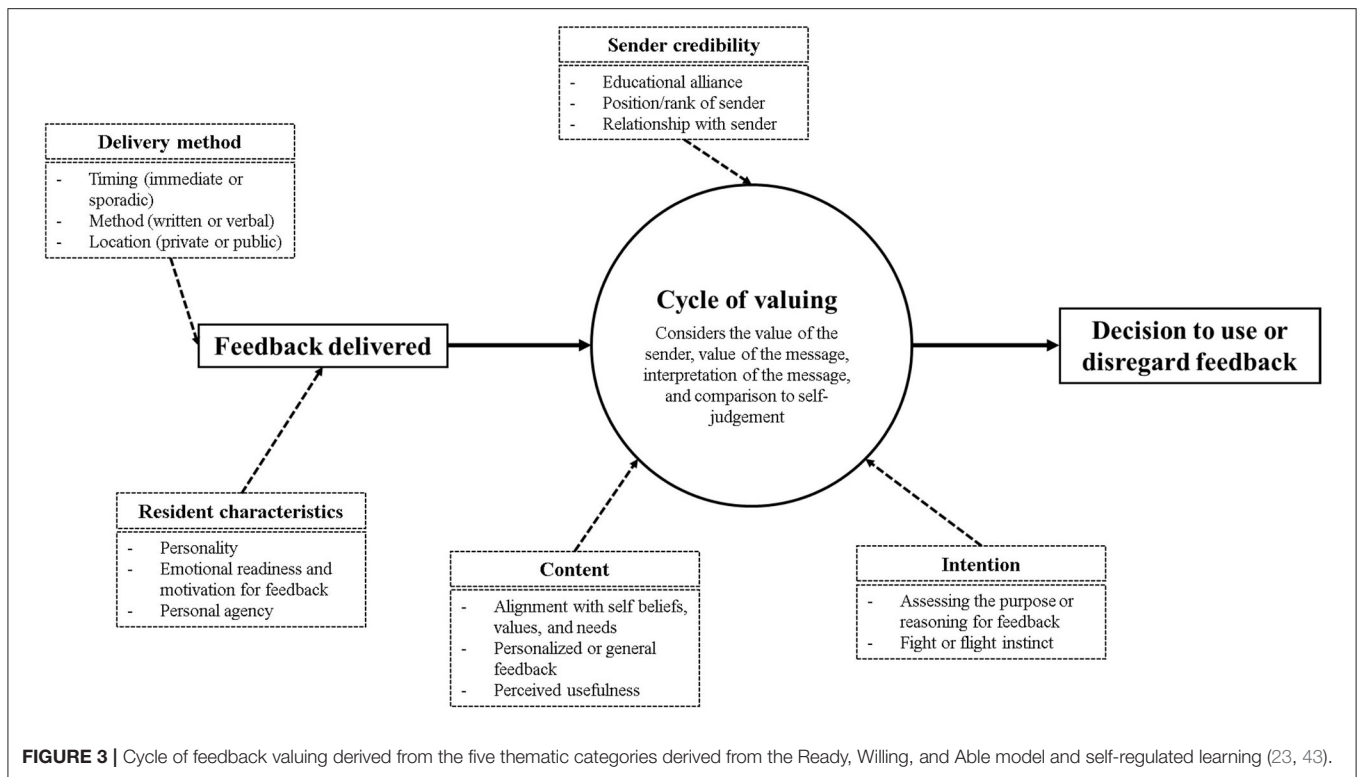 Sender credibility
- Educational alliance
- Position/rank of sender
- Relationship with sender
Delivery method
- Timing (immediate or
sporadic)
- Method (written or verbal)
- Location (private or public)
Feedback delivered
Cycle of valuing
Considers the value of the
sender, value of the message,
interpretation of the message,
and comparison to self-
judgement
Decision to use or
disregard feedback
Resident characteristics
- Personality
- Emotional readiness and
motivation for feedback
- Personal agency
Content
- Alignment with self beliefs,
values, and needs
- Personalized or general
feedback
- Perceived usefulness
Intention
- Assessing the purpose or
reasoning for feedback
- Fight or flight instinct
FIGURE 3 | Cycle of feedback valuing derived from the five thematic categories derived from the Ready, Willing, and Able model and self-regulated learning (23, 43).